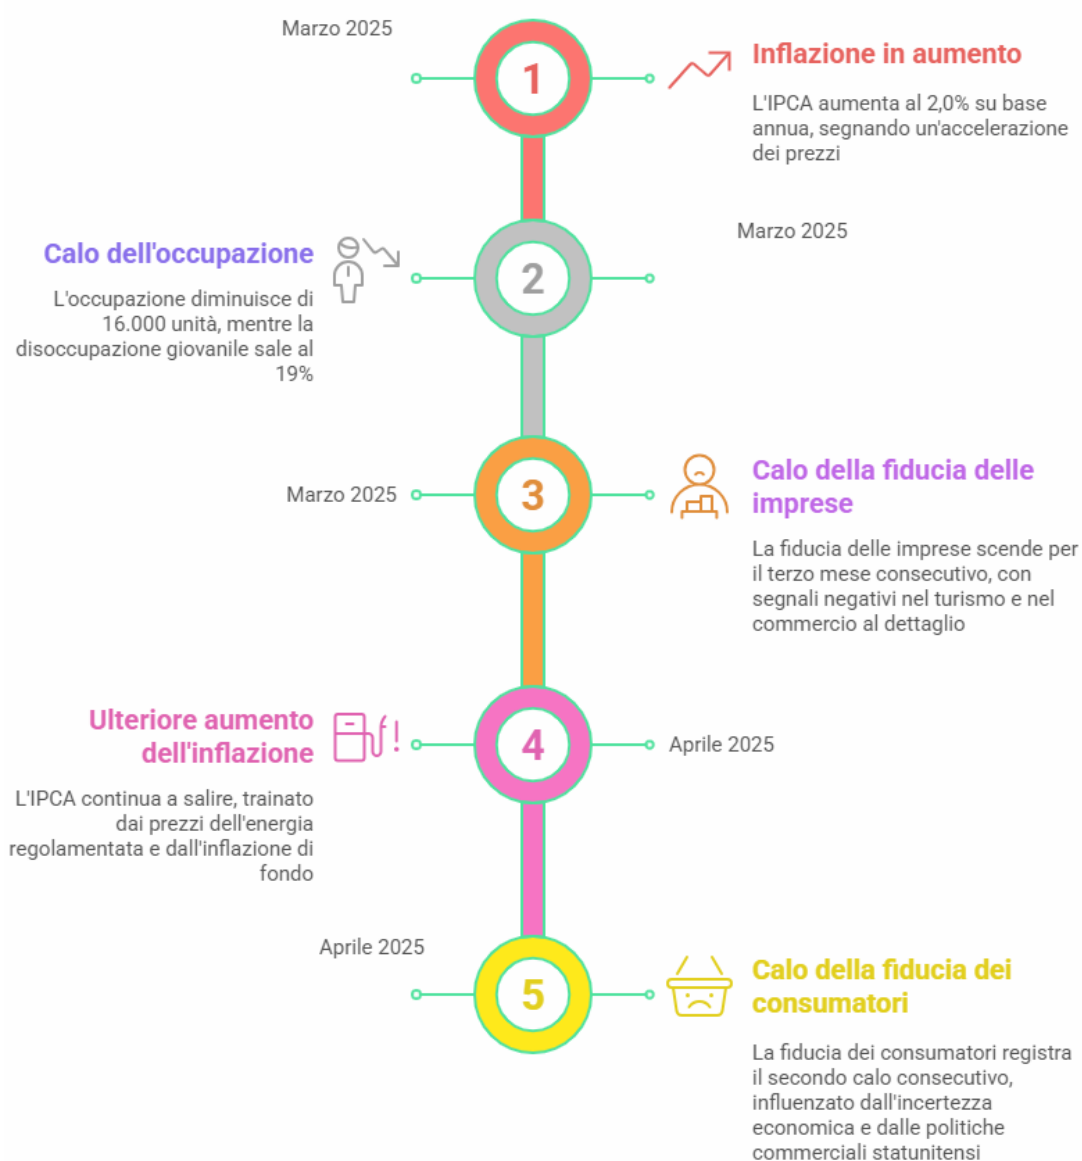 Marzo 2025
1
Inflazione in aumento
L'IPCA aumenta al 2,0% su base
annua, segnando un'accelerazione
dei prezzi
Marzo 2025
Calo dell'occupazione
2
L'occupazione diminuisce di
16.000 unità, mentre la
disoccupazione giovanile sale al
19%
Marzo 2025
3
Calo della fiducia delle
imprese
La fiducia delle imprese scende per
il terzo mese consecutivo, con
segnali negativi nel turismo e nel
commercio al dettaglio
Ulteriore aumento
dell'inflazione
4
Aprile 2025
L'IPCA continua a salire, trainato
dai prezzi dell'energia
regolamentata e dall'inflazione di
fondo
Aprile 2025
5
Calo della fiducia dei
consumatori
La fiducia dei consumatori registra
il secondo calo consecutivo,
influenzato dall'incertezza
economica e dalle politiche
commerciali statunitensi